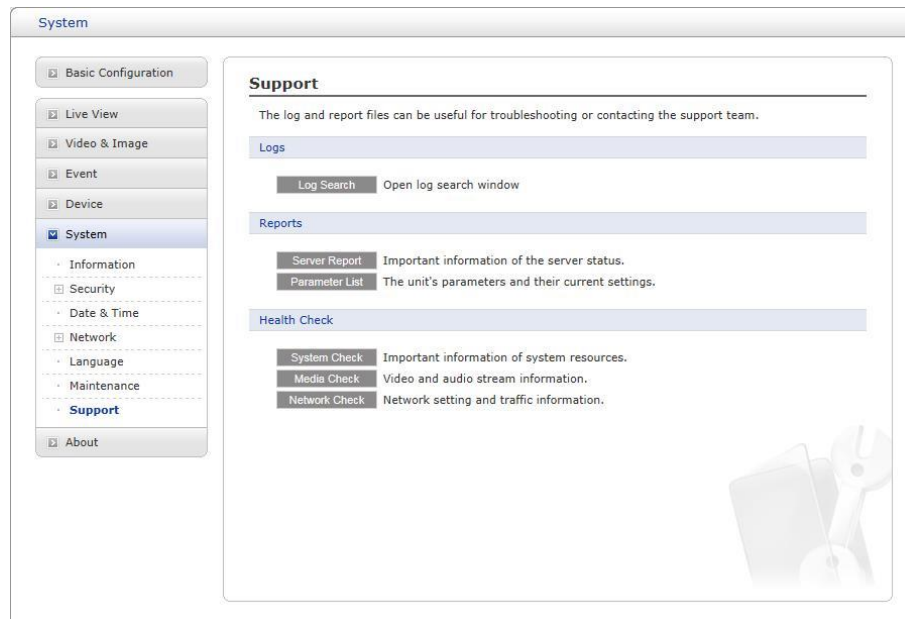 System
Basic Configuration
Live View
Video & Image
Event
Device
System
Information
Security
Date & Time
Network
Language
Maintenance
Support
About
Support
The log and report files can be useful for troubleshooting or contacting the support team.
Logs
Log Search Open log search window
Reports
Server Report Important information of the server status.
Parameter List The unit's parameters and their current settings.
Health Check
System Check Important information of system resources.
Media Check Video and audio stream information.
Network Check Network setting and traffic information.